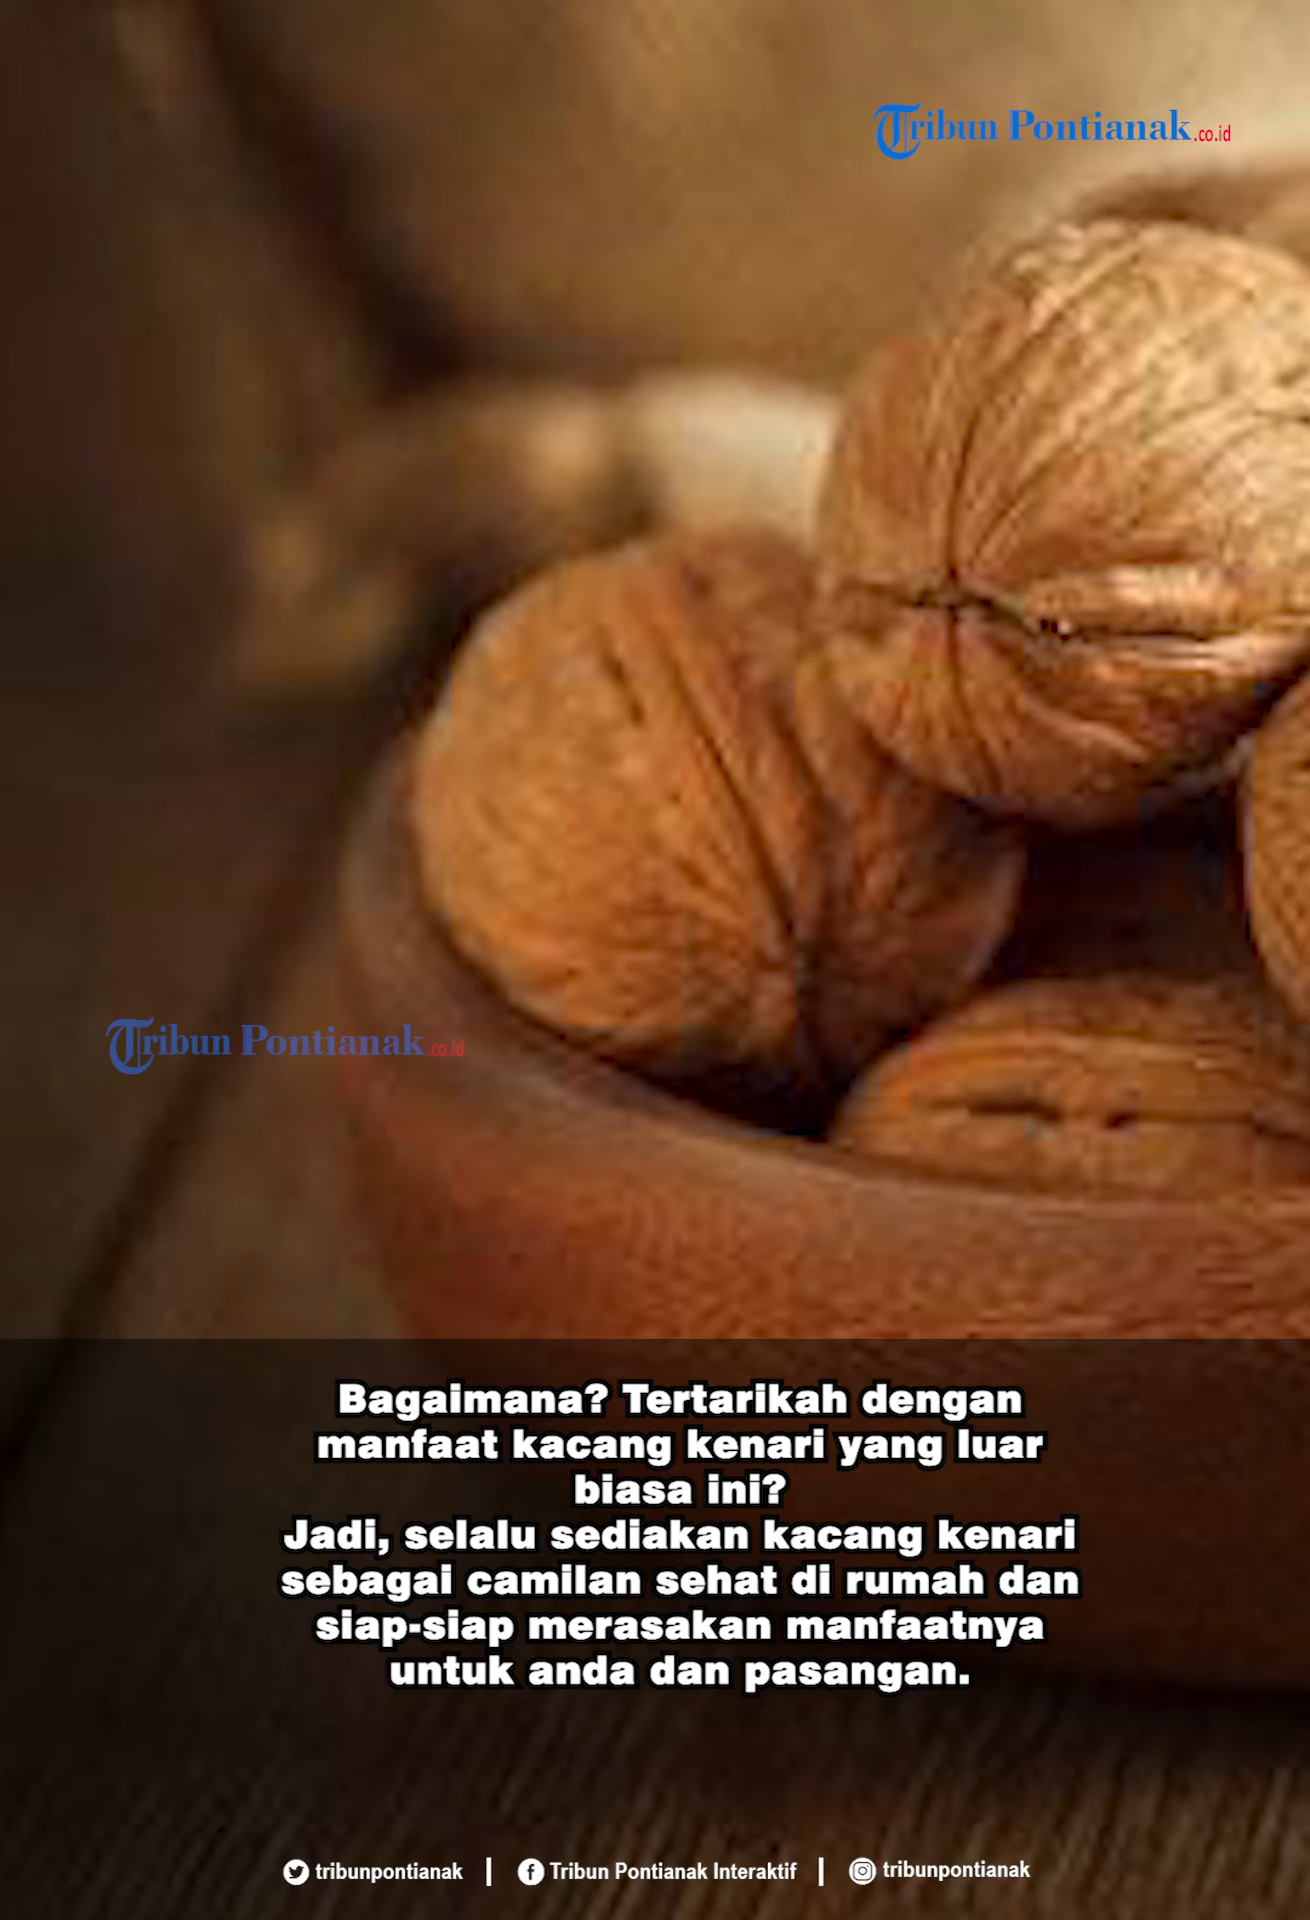 Tribun Pontianak.co.id
Tribun Pontianak.co.id
Bagaimana? Tertarikah dengan
manfaat kacang kenari yang luar
biasa ini?
Jadi, selalu sediakan kacang kenari
sebagai camilan sehat di rumah dan
siap-siap merasakan manfaatnya
untuk anda dan pasangan.
tribunpontianak | Tribun Pontianak Interaktif | tribunpontianak